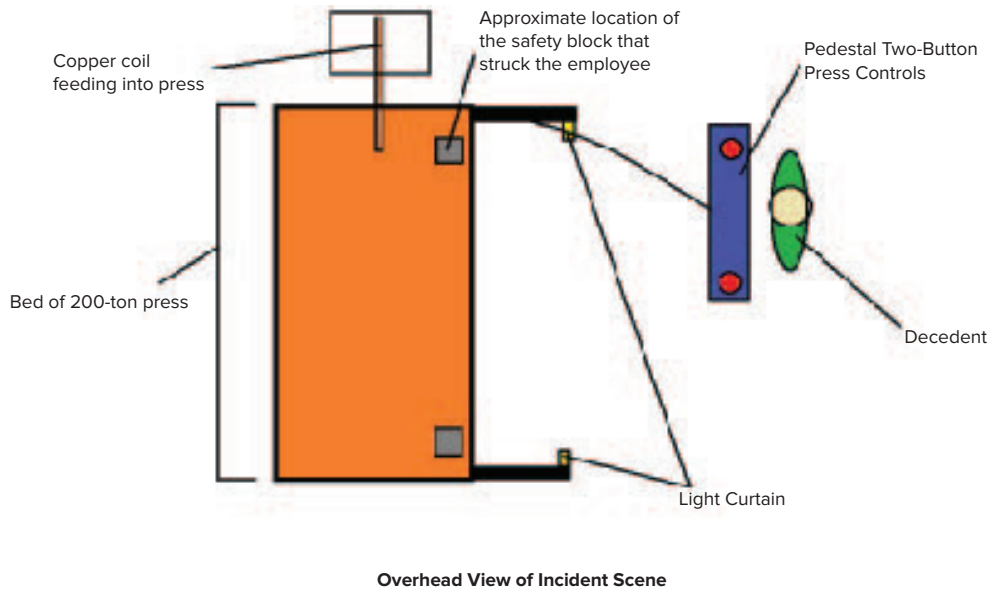 Approximate location of
the safety block that
struck the employee
Copper coil
feeding into press
Pedestal Two-Button
Press Controls
Bed of 200-ton press
Decedent
Light Curtain
Overhead View of Incident Scene